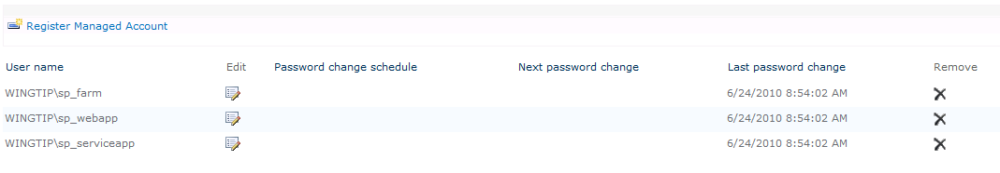 Register Managed Account
User name Edit Password change schedule Next password change Last password change Remove
WINGTIP\sp_farm 6/24/2010 8:54:02 AM
WINGTIP\sp_webapp 6/24/2010 8:54:02 AM
WINGTIP\sp_serviceapp 6/24/2010 8:54:02 AM